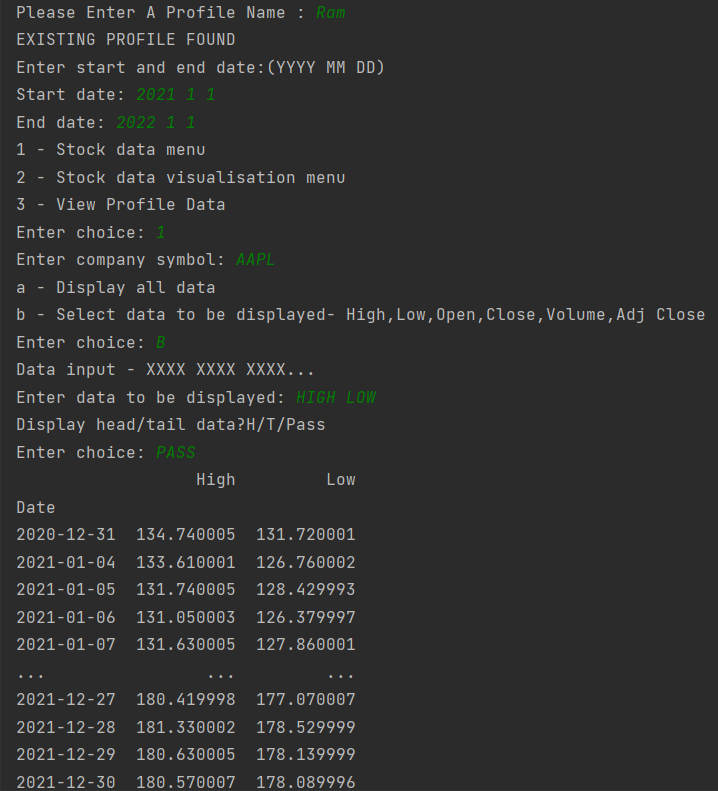 Please Enter A Profile Name : Ram
EXISTING PROFILE FOUND
Enter start and end date:(YYYY MM DD)
Start date: 2021 1 1
End date: 2022 1 1
1 - Stock data menu
2 - Stock data visualisation menu
3 - View Profile Data
Enter choice: 1
Enter company symbol: AAPL
a - Display all data
b - Select data to be displayed- High,Low,Open,Close,Volume,Adj Close
Enter choice: B
Data input - XXXX XXXX XXXX...
Enter data to be displayed: HIGH LOW
Display head/tail data?H/T/Pass
Enter choice: PASS
High Low
Date
2020-12-31 134.740005 131.720001
2021-01-04 133.610001 126.760002
2021-01-05 131.740005 128.429993
2021-01-06 131.050003 126.379997
2021-01-07 131.630005 127.860001
... ... ...
2021-12-27 180.419998 177.070007
2021-12-28 181.330002 178.529999
2021-12-29 180.630005 178.139999
2021-12-30 180.570007 178.089996